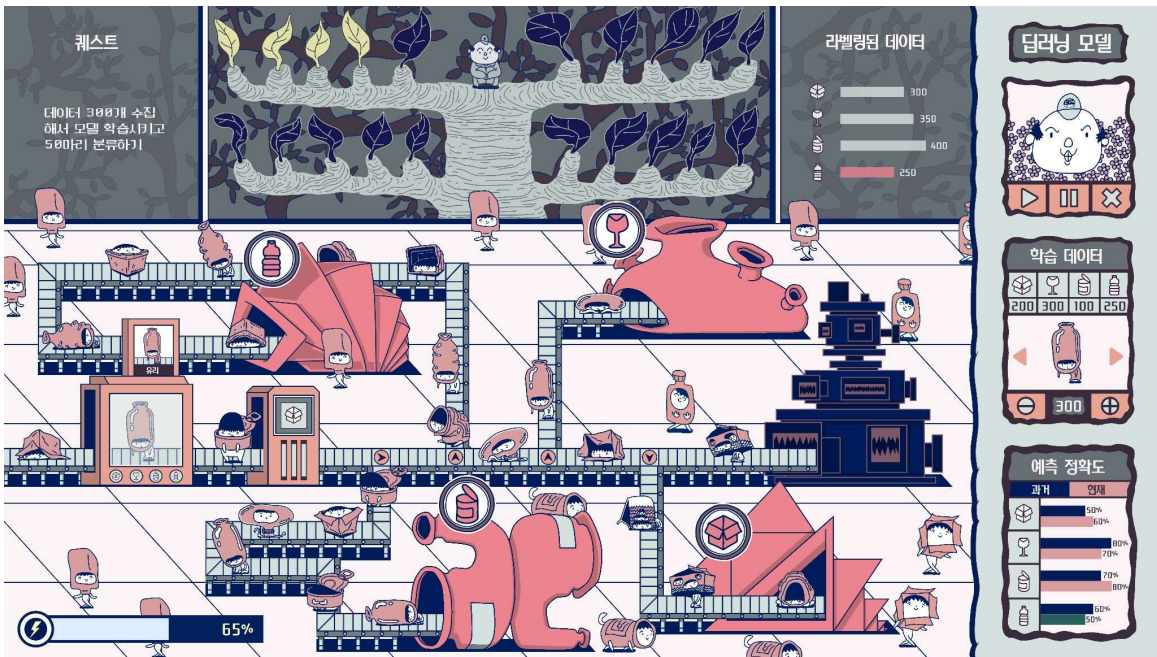 퀘스트
데이터 300개 수집
해서 모델 학습시키고
50마리 분류하기
라벨링된 데이터
300
350
400
250
딥러닝 모델
학습 데이터
200 300 100 250
300
예측 정확도
과거 현재
50%
60%
80%
70%
70%
80%
60%
50%
유리
65%